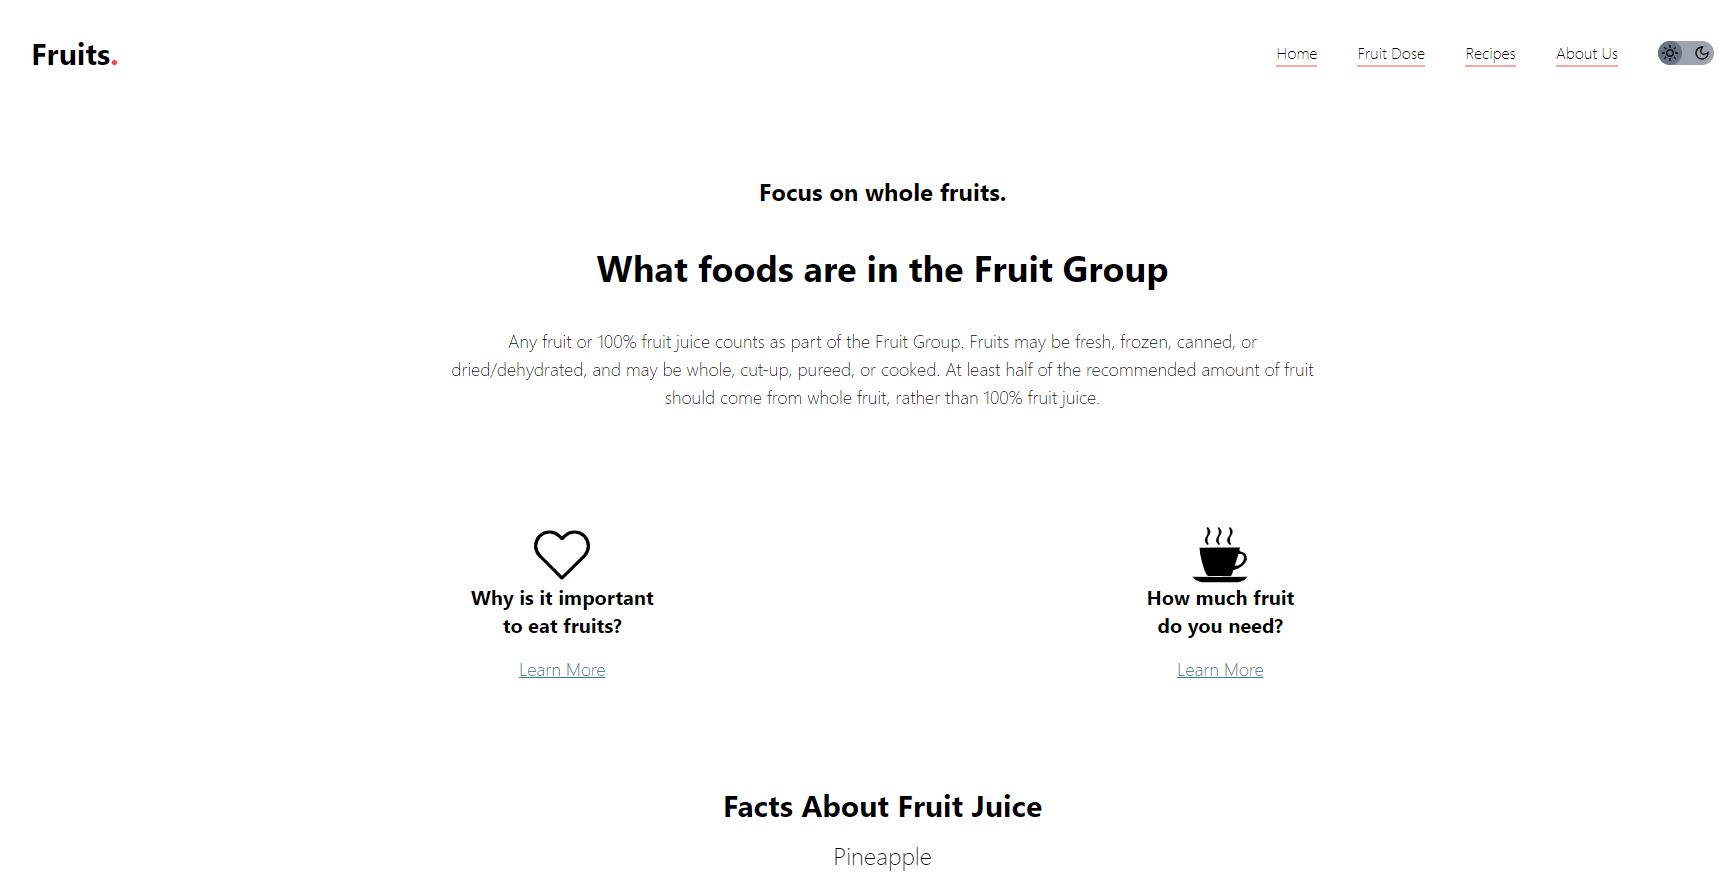 Fruits.
Home
Fruit Dose
Recipes
About Us
Focus on whole fruits.
What foods are in the Fruit Group
Any fruit or 100% fruit juice counts as part of the Fruit Group. Fruits may be fresh, frozen, canned, or
dried/dehydrated, and may be whole, cut-up, pureed, or cooked. At least half of the recommended amount of fruit
should come from whole fruit, rather than 100% fruit juice.
Why is it important
to eat fruits?
Learn More
How much fruit
do you need?
Learn More
Facts About Fruit Juice
Pineapple